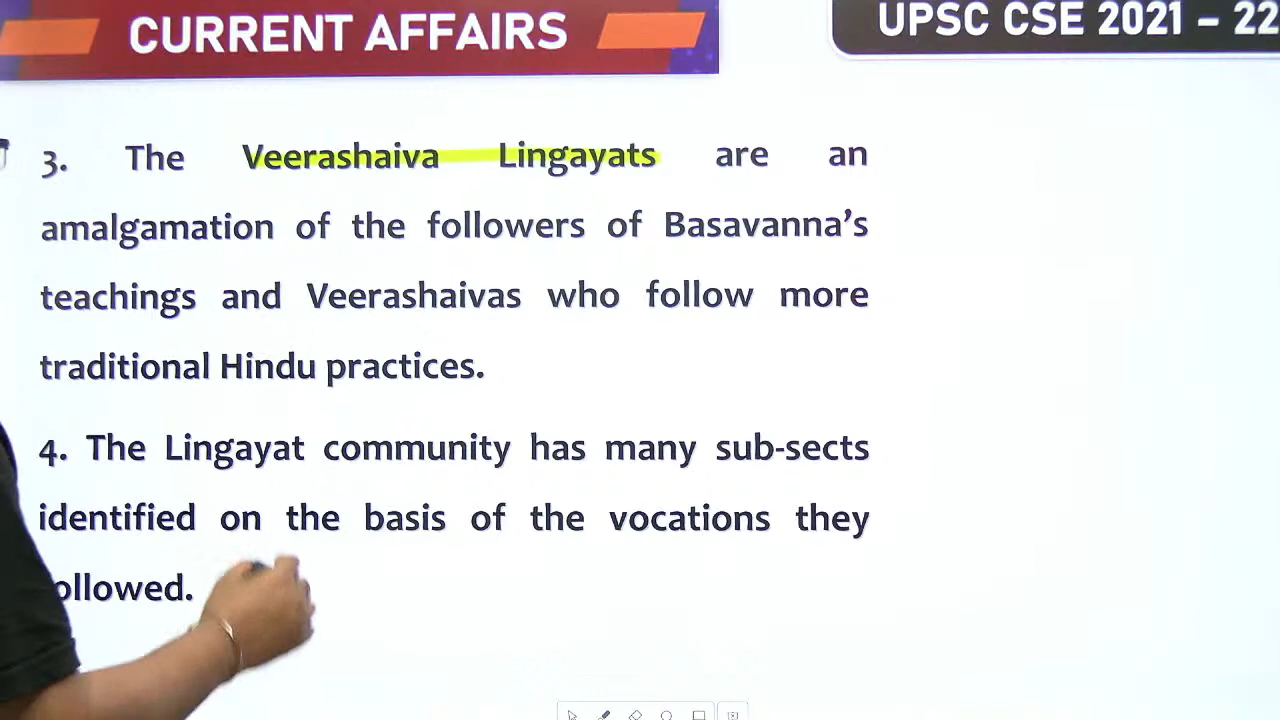 CURRENT AFFAIRS
UPSC CSE 2021 – 22
3. The Veerashaiva Lingayats are an
amalgamation of the followers of Basavanna’s
teachings and Veerashaivas who follow more
traditional Hindu practices.
4. The Lingayat community has many sub-sects
identified on the basis of the vocations they
ollowed.